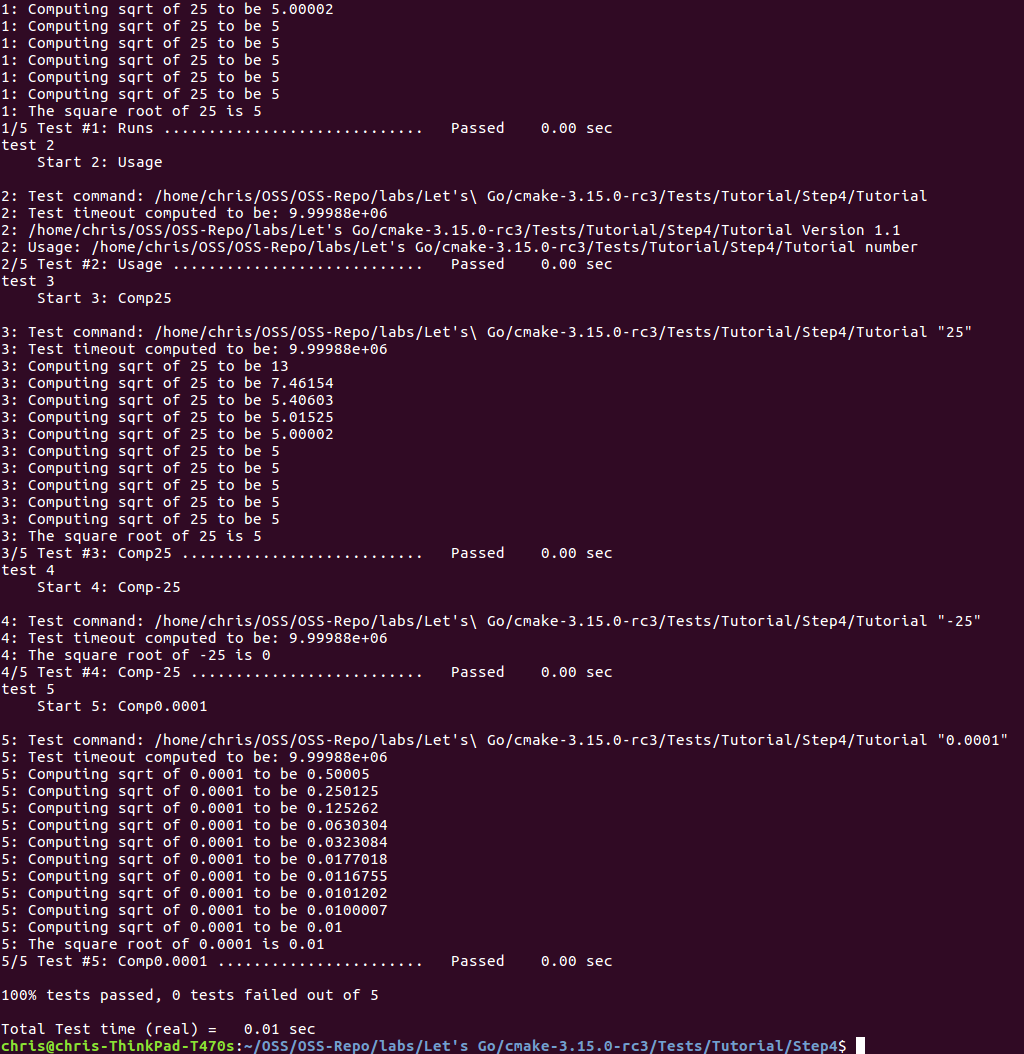 1: Computing sqrt of 25 to be 5.00002
1: Computing sqrt of 25 to be 5
1: Computing sqrt of 25 to be 5
1: Computing sqrt of 25 to be 5
1: Computing sqrt of 25 to be 5
1: Computing sqrt of 25 to be 5
1: The square root of 25 is 5
1/5 Test #1: Runs .............................   Passed    0.00 sec
test 2
    Start 2: Usage

2: Test command: /home/chris/OSS/OSS-Repo/labs/Let's\ Go/cmake-3.15.0-rc3/Tests/Tutorial/Step4/Tutorial
2: Test timeout computed to be: 9.99988e+06
2: /home/chris/OSS/OSS-Repo/labs/Let's Go/cmake-3.15.0-rc3/Tests/Tutorial/Step4/Tutorial Version 1.1
2: Usage: /home/chris/OSS/OSS-Repo/labs/Let's Go/cmake-3.15.0-rc3/Tests/Tutorial/Step4/Tutorial number
2/5 Test #2: Usage ............................   Passed    0.00 sec
test 3
    Start 3: Comp25

3: Test command: /home/chris/OSS/OSS-Repo/labs/Let's\ Go/cmake-3.15.0-rc3/Tests/Tutorial/Step4/Tutorial "25"
3: Test timeout computed to be: 9.99988e+06
3: Computing sqrt of 25 to be 13
3: Computing sqrt of 25 to be 7.46154
3: Computing sqrt of 25 to be 5.40603
3: Computing sqrt of 25 to be 5.01525
3: Computing sqrt of 25 to be 5.00002
3: Computing sqrt of 25 to be 5
3: Computing sqrt of 25 to be 5
3: Computing sqrt of 25 to be 5
3: Computing sqrt of 25 to be 5
3: Computing sqrt of 25 to be 5
3: The square root of 25 is 5
3/5 Test #3: Comp25 ...........................   Passed    0.00 sec
test 4
    Start 4: Comp-25

4: Test command: /home/chris/OSS/OSS-Repo/labs/Let's\ Go/cmake-3.15.0-rc3/Tests/Tutorial/Step4/Tutorial "-25"
4: Test timeout computed to be: 9.99988e+06
4: The square root of -25 is 0
4/5 Test #4: Comp-25 ..........................   Passed    0.00 sec
test 5
    Start 5: Comp0.0001

5: Test command: /home/chris/OSS/OSS-Repo/labs/Let's\ Go/cmake-3.15.0-rc3/Tests/Tutorial/Step4/Tutorial "0.0001"
5: Test timeout computed to be: 9.99988e+06
5: Computing sqrt of 0.0001 to be 0.50005
5: Computing sqrt of 0.0001 to be 0.250125
5: Computing sqrt of 0.0001 to be 0.125262
5: Computing sqrt of 0.0001 to be 0.0630304
5: Computing sqrt of 0.0001 to be 0.0323084
5: Computing sqrt of 0.0001 to be 0.0177018
5: Computing sqrt of 0.0001 to be 0.0116755
5: Computing sqrt of 0.0001 to be 0.0101202
5: Computing sqrt of 0.0001 to be 0.0100007
5: Computing sqrt of 0.0001 to be 0.01
5: The square root of 0.0001 is 0.01
5/5 Test #5: Comp0.0001 .......................   Passed    0.00 sec

100% tests passed, 0 tests failed out of 5

Total Test time (real) =   0.01 sec
chris@chris-ThinkPad-T470s:~/OSS/OSS-Repo/labs/Let's Go/cmake-3.15.0-rc3/Tests/Tutorial/Step4$